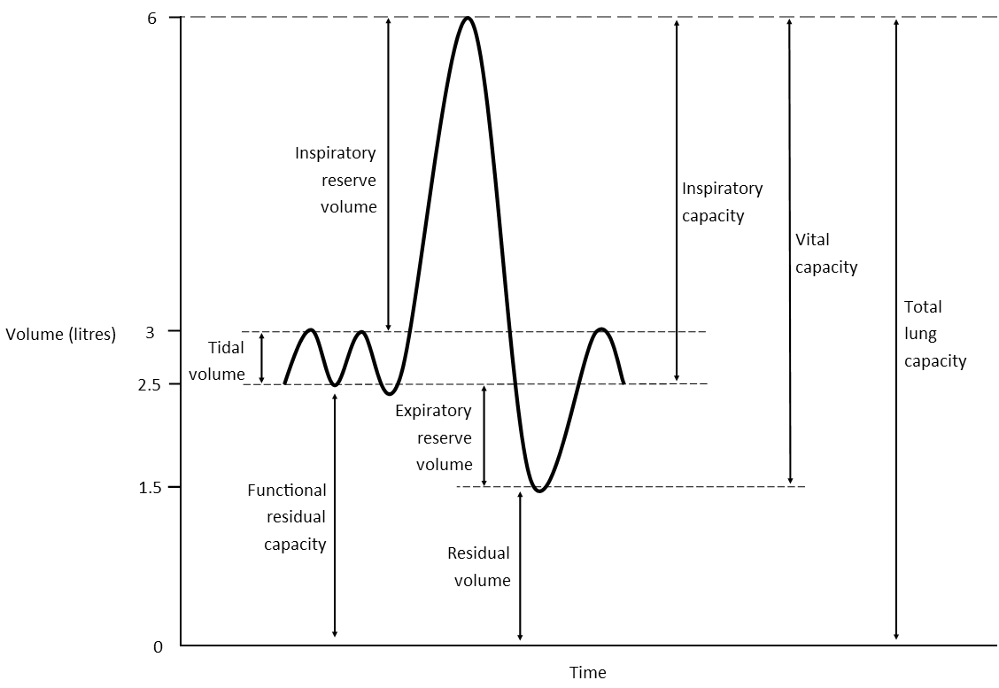 6
Inspiratory
reserve
volume
Inspiratory
capacity
Vital
capacity
Total
lung
capacity
Volume (litres)
3
Tidal
volume
2.5
Expiratory
reserve
volume
1.5
Functional
residual
capacity
Residual
volume
0
Time